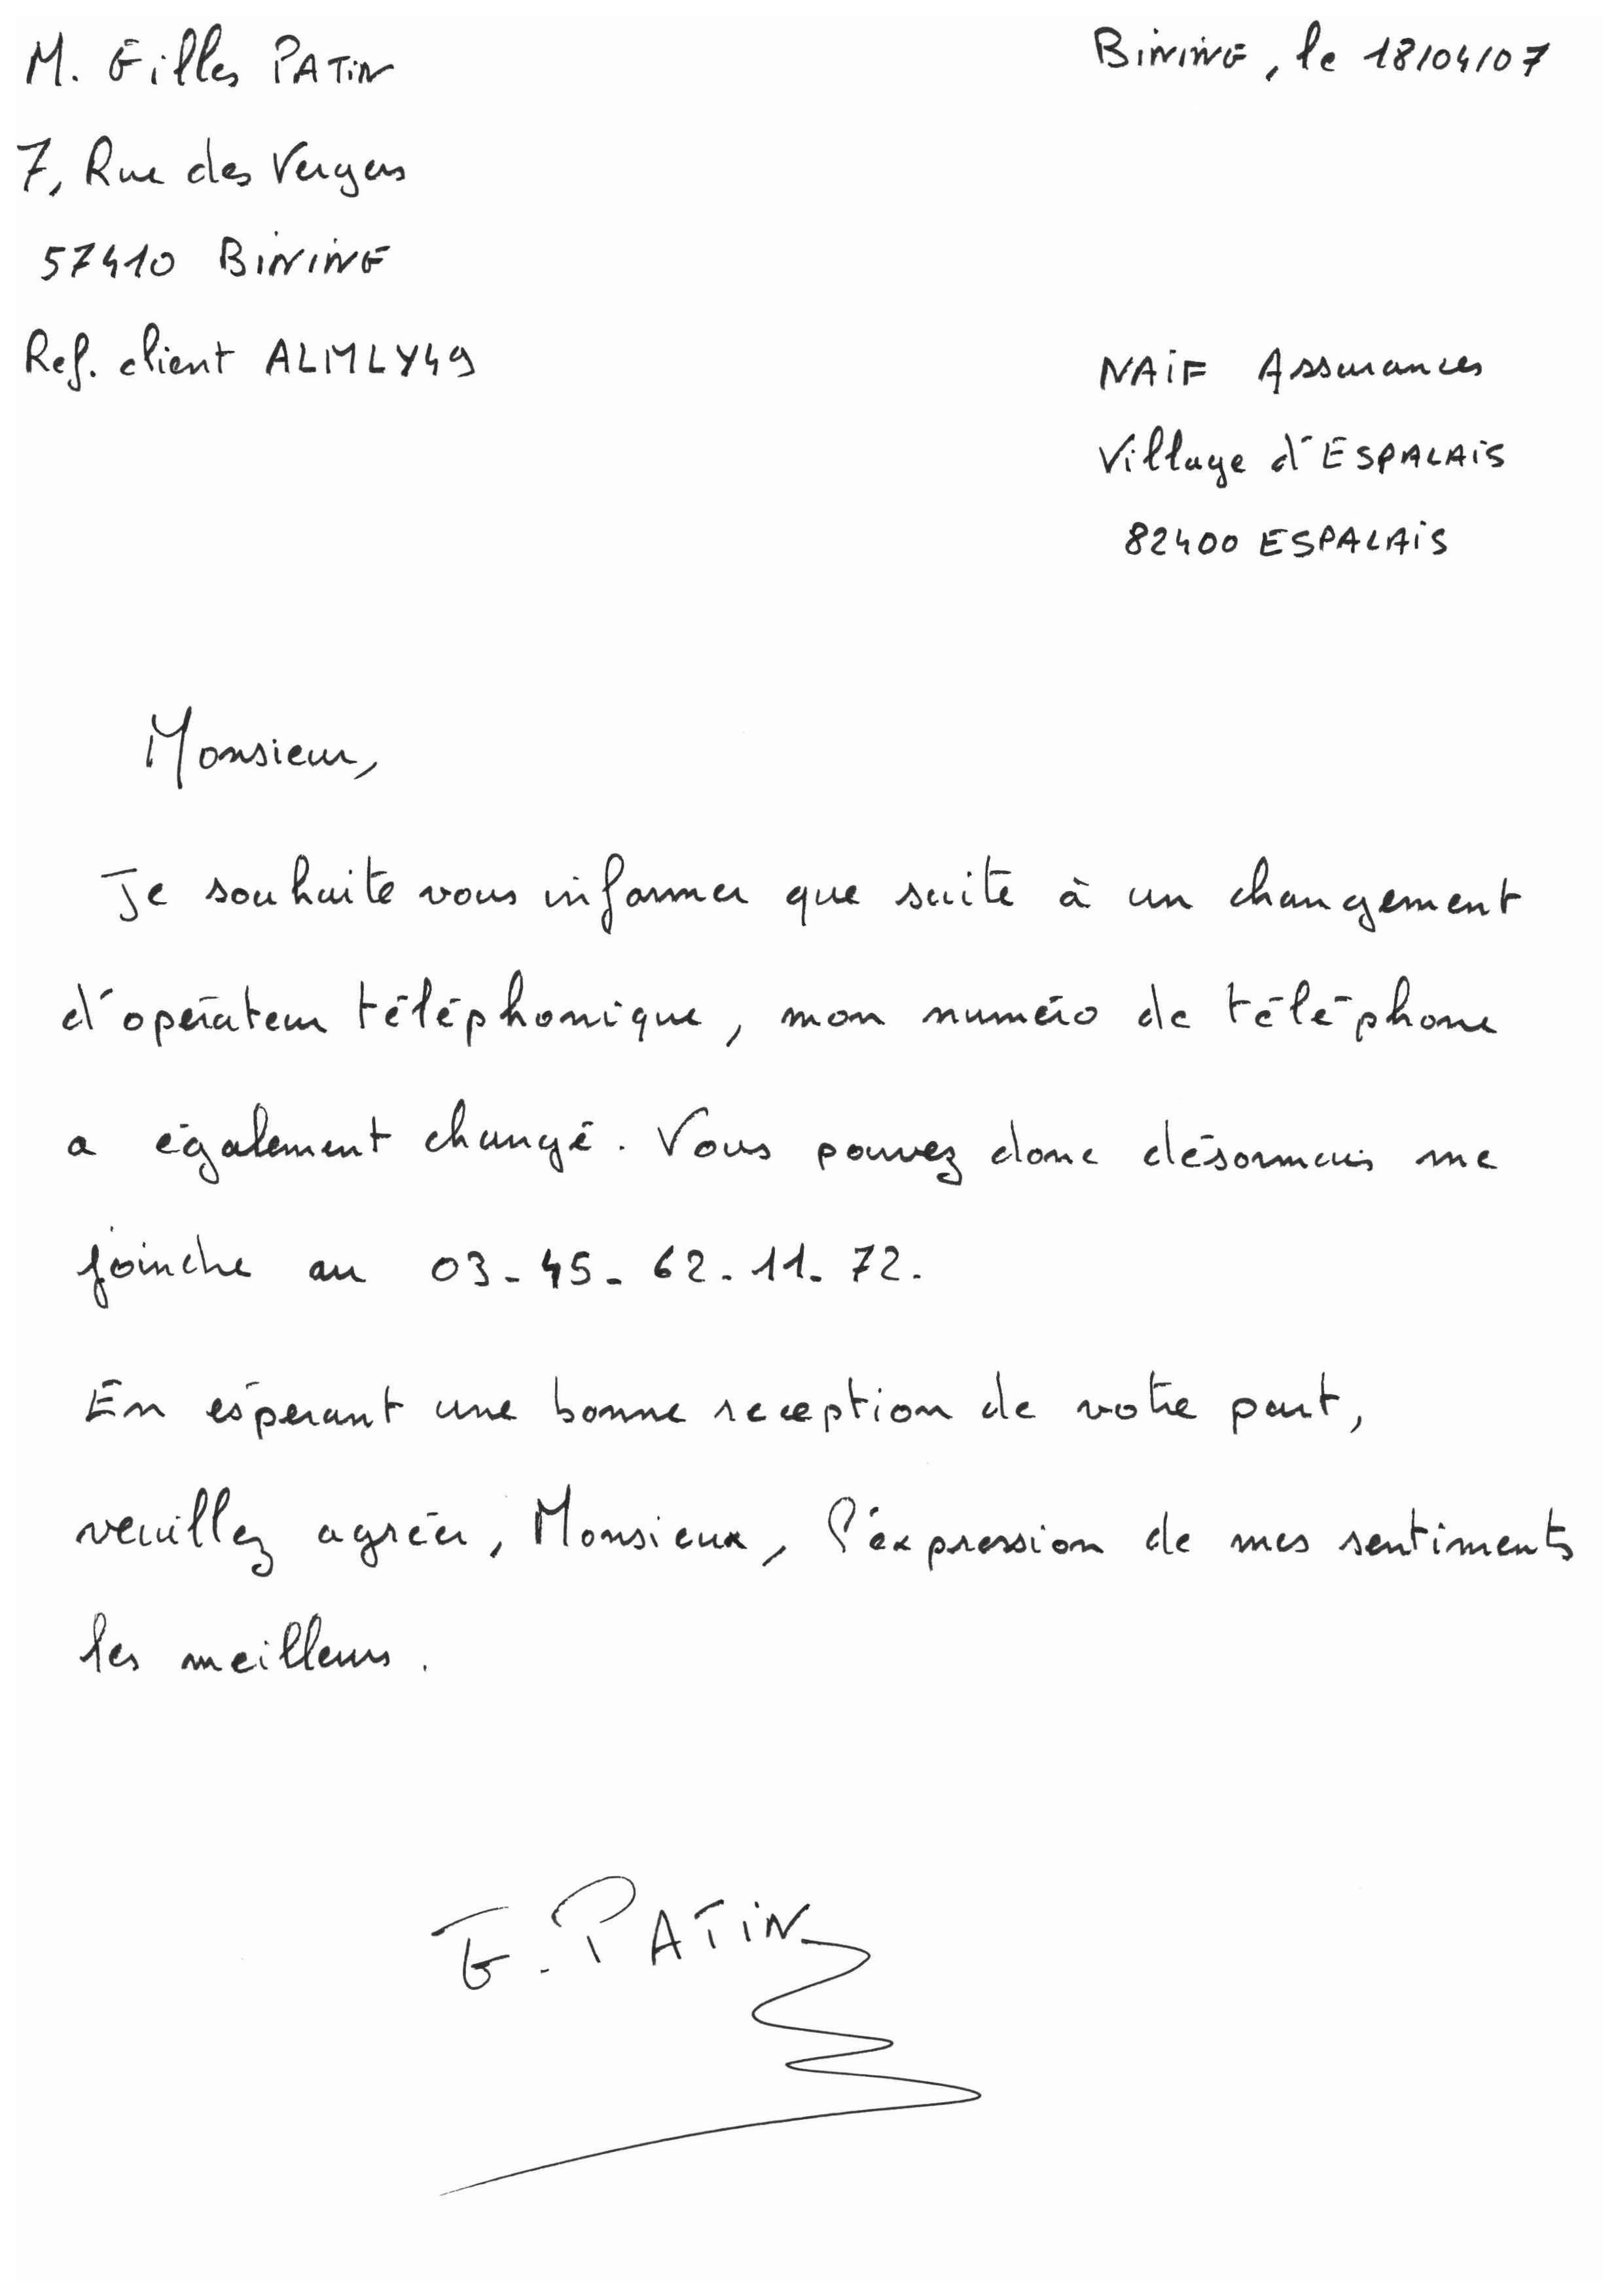 M. Gilles PATIN
Bining, le 18/04/07
7, Rue des Vergers
57410 BINING
Ref. client ALMLY49
NAIF Assurances
Village d'ESPALAIS
82400 ESPALAIS
Monsieur,
Je souhaite vous informer que suite à un changement
d'opérateur téléphonique, mon numéro de téléphone
a également changé. Vous pouvez donc désormais me
joindre au 03-45-62-11-72.
En espérant une bonne reception de votre part,
veuillez agréer, Monsieur, l'expression de mes sentiments
les meilleurs.
G. PATIN